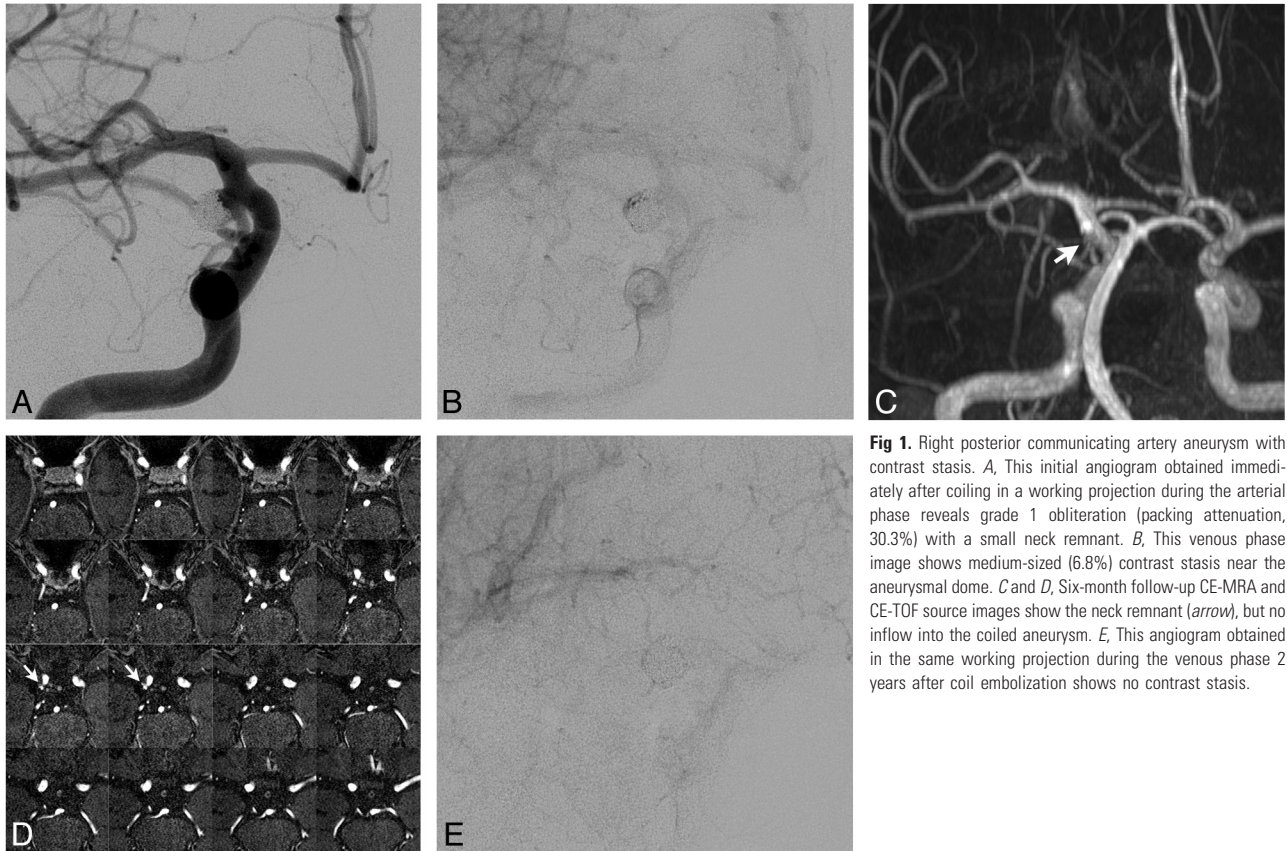 A
B
C
D
E
Fig 1. Right posterior communicating artery aneurysm with
contrast stasis. A, This initial angiogram obtained immedi-
ately after coiling in a working projection during the arterial
phase reveals grade 1 obliteration (packing attenuation,
30.3%) with a small neck remnant. B, This venous phase
image shows medium-sized (6.8%) contrast stasis near the
aneurysmal dome. C and D, Six-month follow-up CE-MRA and
CE-TOF source images show the neck remnant (arrow), but no
inflow into the coiled aneurysm. E, This angiogram obtained
in the same working projection during the venous phase 2
years after coil embolization shows no contrast stasis.